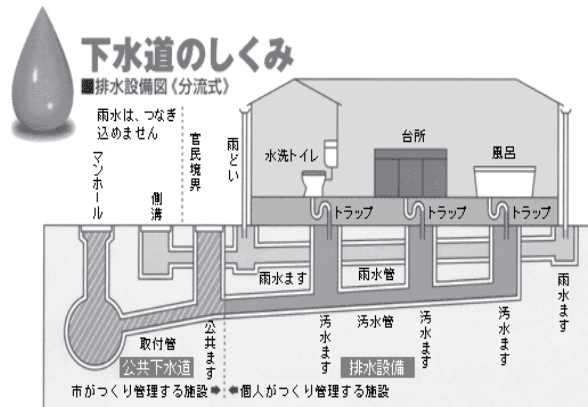 下水道のしくみ
■排水設備図《分流式》
雨水は、つなぎ
込めません
マンホール
側溝
官民境界
雨どい
水洗トイレ
台所
風呂
トラップ
トラップ
トラップ
雨水ます
雨水管
雨水ます
取付管
公共ます
汚水ます
汚水管
汚水ます
汚水ます
公共下水道
排水設備
市がつくり管理する施設➡
⬅個人がつくり管理する施設